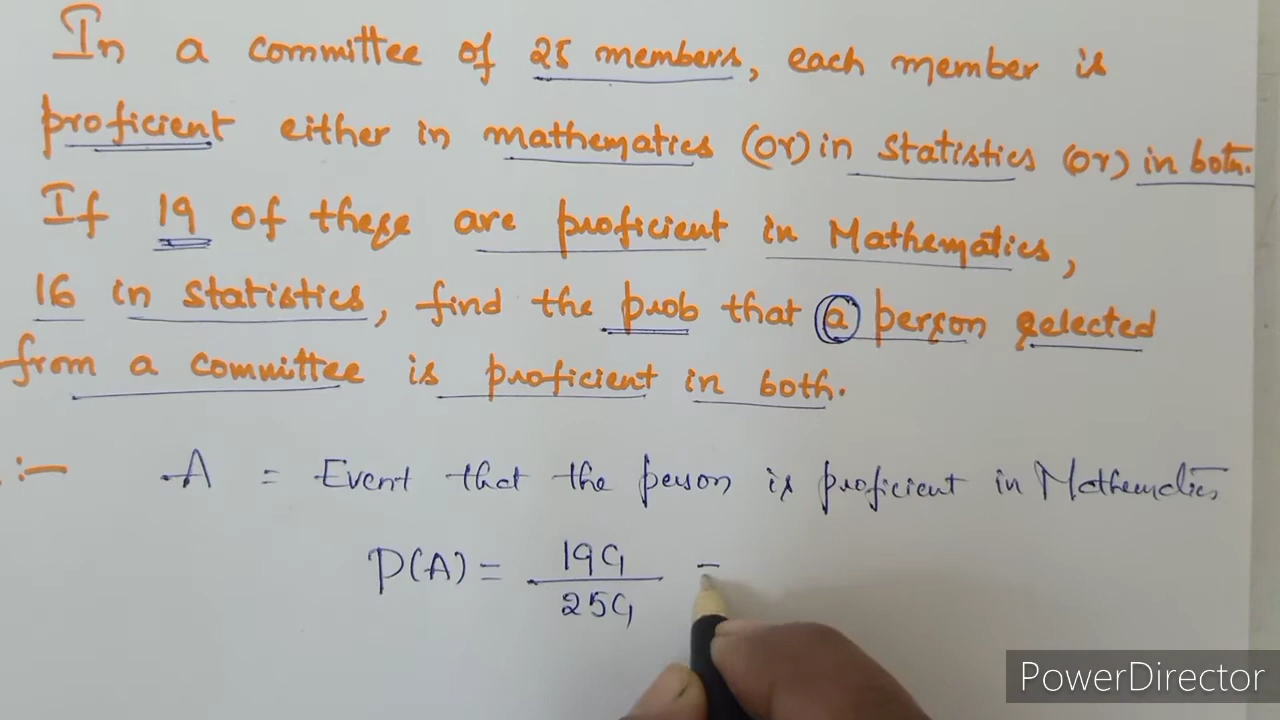 In a committee of 25 members, each member is
proficient either in mathematics (or) in statistics (or) in both.
If 19 of these are proficient in Mathematics,
16 in statistics, find the prob that a person selected
from a committee is proficient in both.
:- A = Event that the person is proficient in Mathematics
P(A) = 19C₁ / 25C₁ =
PowerDirector